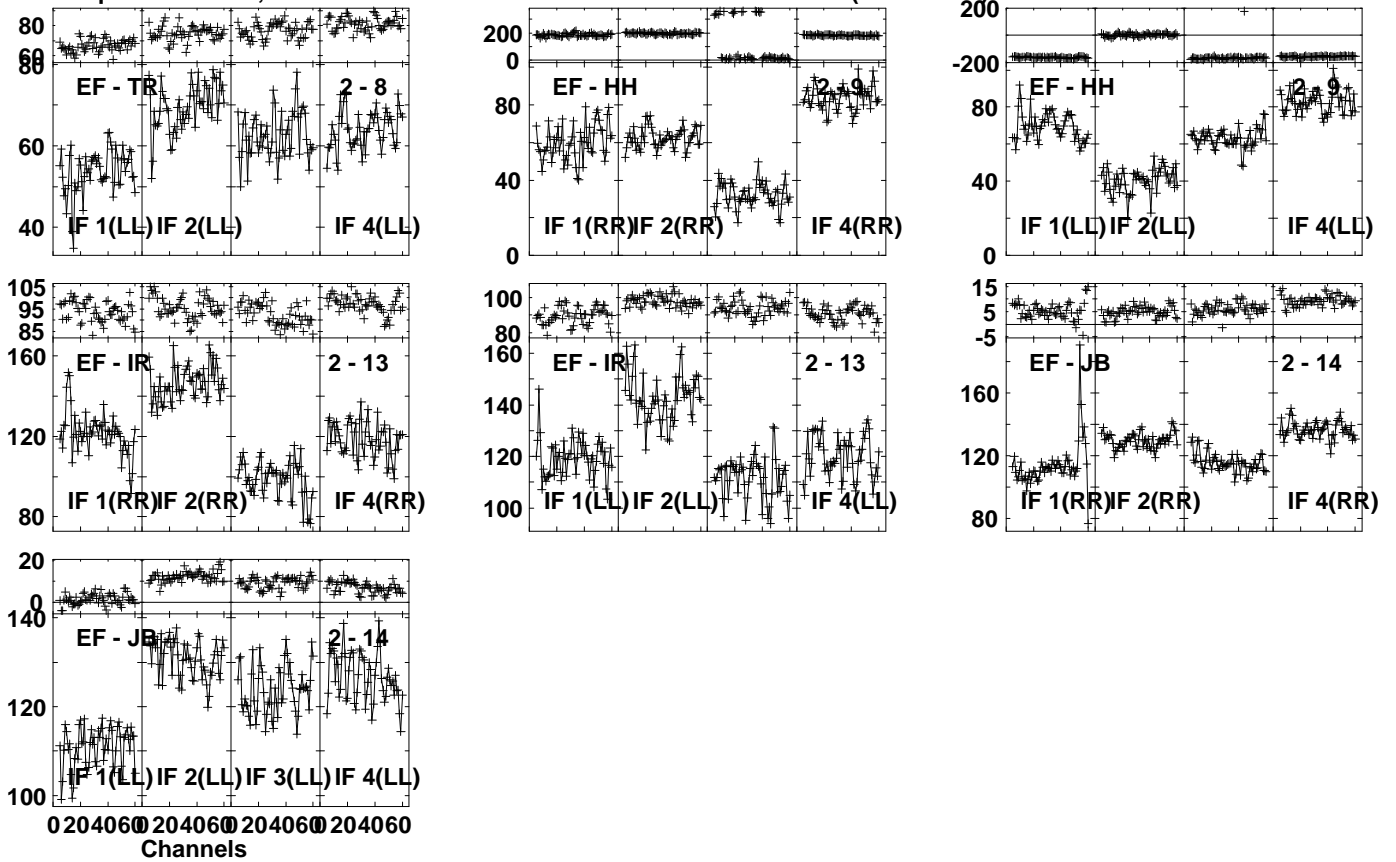 80
60
80
60
40
EF - TR
2 - 8
IF 1(LL)
IF 2(LL)
IF 4(LL)
200
0
80
40
0
EF - HH
2 - 9
IF 1(RR)
IF 2(RR)
IF 4(RR)
200
-200
80
40
0
EF - HH
2 - 9
IF 1(LL)
IF 2(LL)
IF 4(LL)
105
95
85
160
120
80
EF - IR
2 - 13
IF 1(RR)
IF 2(RR)
IF 4(RR)
100
80
160
140
120
100
EF - IR
2 - 13
IF 1(LL)
IF 2(LL)
IF 4(LL)
15
5
-5
160
120
80
EF - JB
2 - 14
IF 1(RR)
IF 2(RR)
IF 4(RR)
20
0
140
120
100
EF - JB
2 - 14
IF 1(LL)
IF 2(LL)
IF 3(LL)
IF 4(LL)
0 20 40 60 0 20 40 60 0 20 40 60 0 20 40 60
Channels